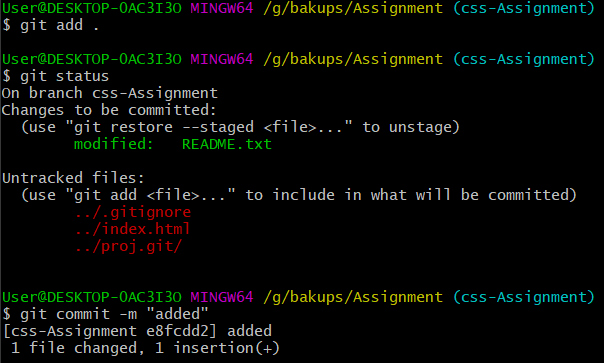 User@DESKTOP-OAC3I3O MINGW64 /g/bakups/Assignment (css-Assignment)
$ git add .
User@DESKTOP-OAC3I3O MINGW64 /g/bakups/Assignment (css-Assignment)
$ git status
On branch css-Assignment
Changes to be committed:
(use "git restore --staged <file>..." to unstage)
modified: README.txt
Untracked files:
(use "git add <file>..." to include in what will be committed)
../.gitignore
../index.html
../proj.git/
User@DESKTOP-OAC3I3O MINGW64 /g/bakups/Assignment (css-Assignment)
$ git commit -m "added"
[css-Assignment e8fcdd2] added
1 file changed, 1 insertion(+)